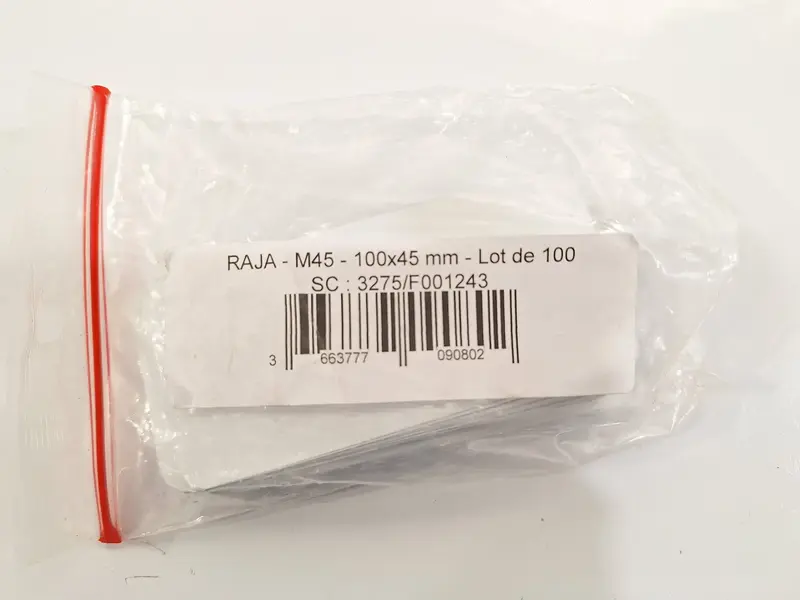 RAJA - M45 - 100x45 mm - Lot de 100
SC : 3275/F001243
3 663777 090802